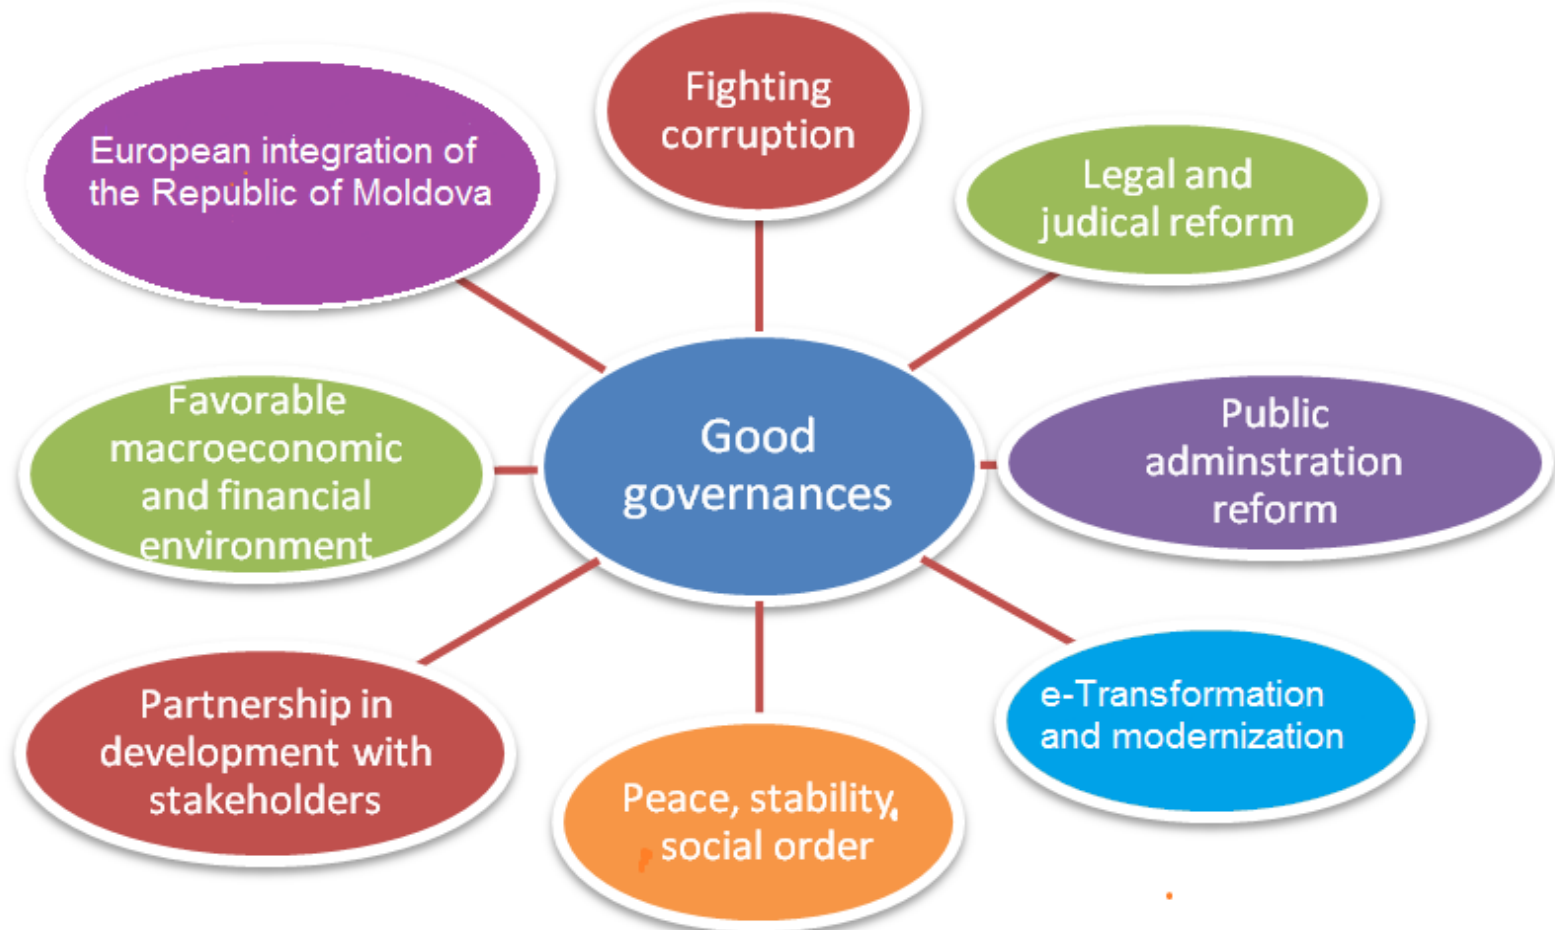 Fighting
corruption
European integration of
the Republic of Moldova
Legal and
judical reform
Favorable
macroeconomic
and financial
environment
Good
governances
Public
adminstration
reform
Partnership in
development with
stakeholders
Peace, stability,
social order
e-Transformation
and modernization